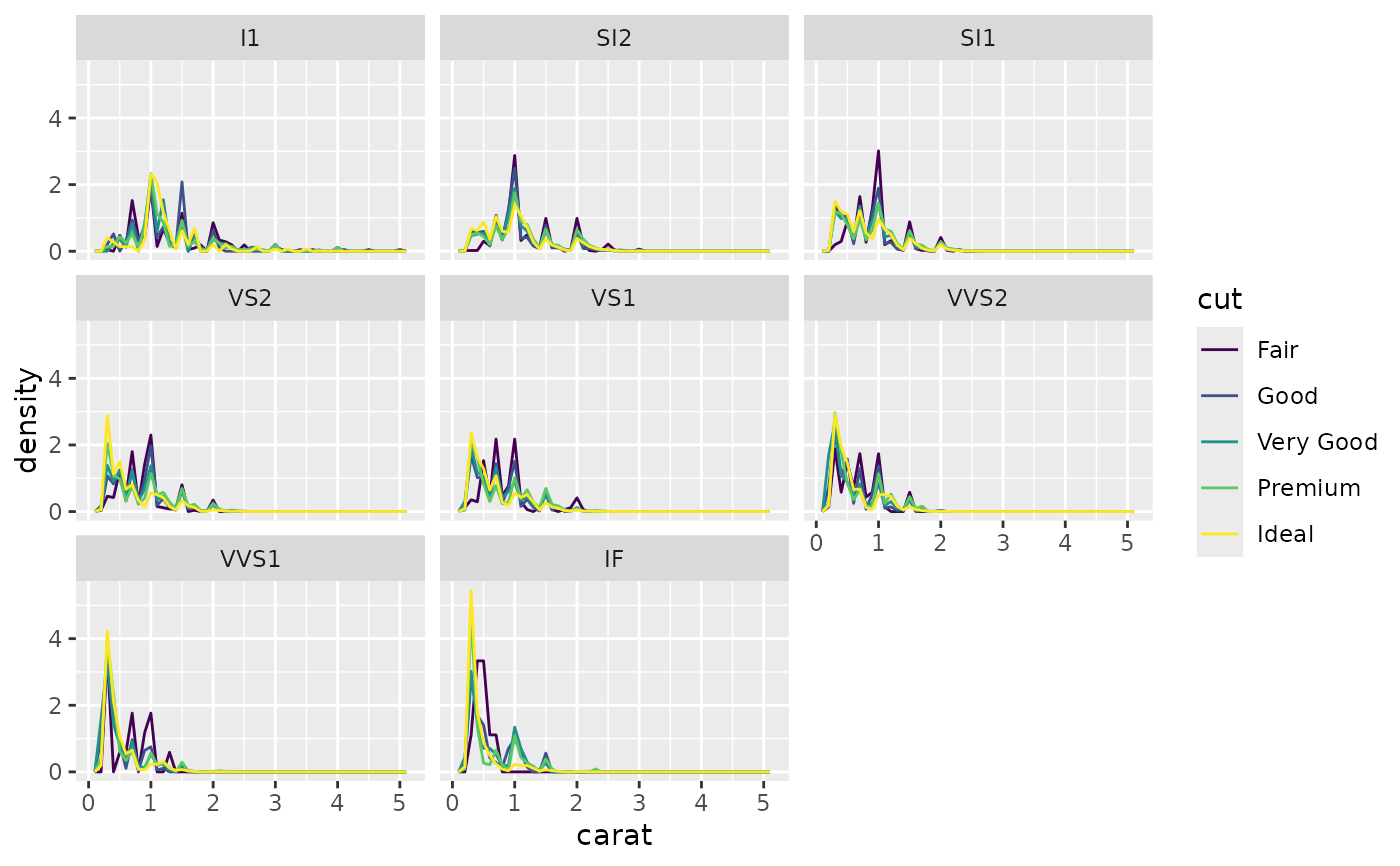 I1 SI2 SI1
4
2
0
VS2 VS1 VVS2
4
2
0
0 1 2 3 4 5
VVS1 IF
4
2
0
0 1 2 3 4 5 0 1 2 3 4 5
carat
density
cut
Fair
Good
Very Good
Premium
Ideal